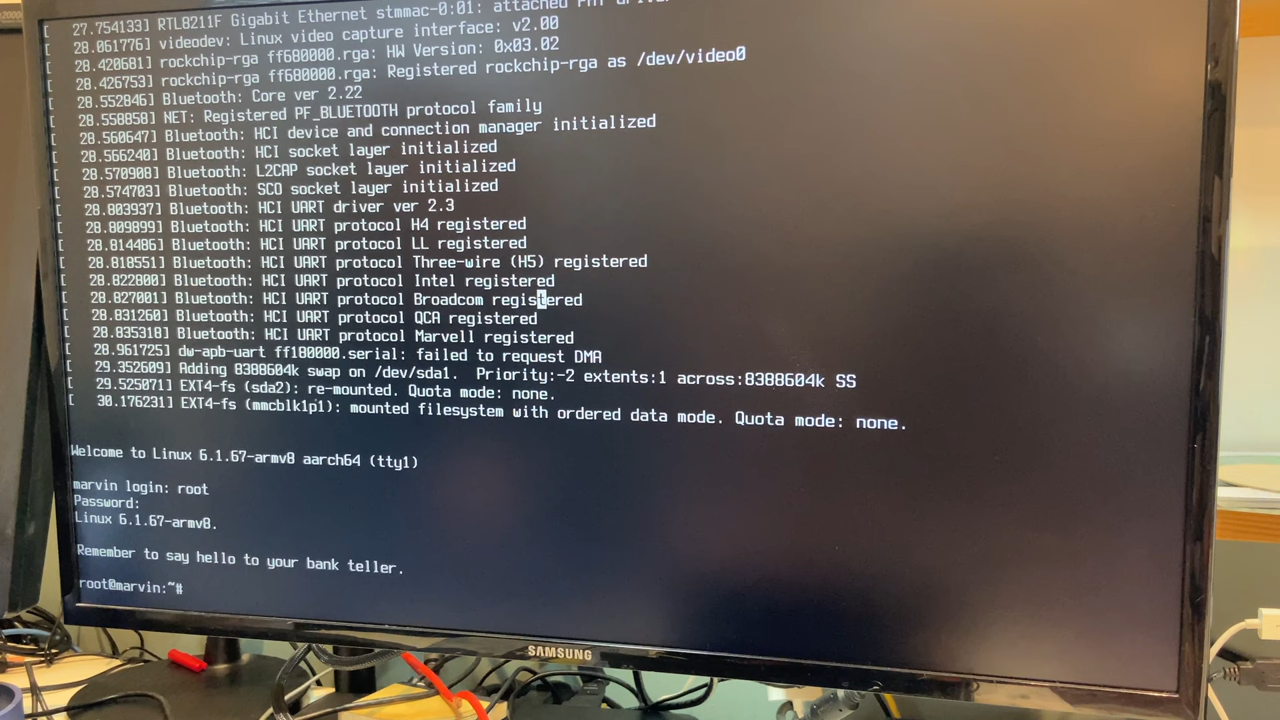 [   27.754133] RTL8211F Gigabit Ethernet stmmac-0:01: attached PHY
[   28.061776] videodev: Linux video capture interface: v2.00
[   28.420681] rockchip-rga ff680000.rga: HW Version: 0x03.02
[   28.426753] rockchip-rga ff680000.rga: Registered rockchip-rga as /dev/video0
[   28.552846] Bluetooth: Core ver 2.22
[   28.558858] NET: Registered PF_BLUETOOTH protocol family
[   28.560647] Bluetooth: HCI device and connection manager initialized
[   28.566240] Bluetooth: HCI socket layer initialized
[   28.570908] Bluetooth: L2CAP socket layer initialized
[   28.574703] Bluetooth: SCO socket layer initialized
[   28.803937] Bluetooth: HCI UART driver ver 2.3
[   28.809899] Bluetooth: HCI UART protocol H4 registered
[   28.814486] Bluetooth: HCI UART protocol LL registered
[   28.818551] Bluetooth: HCI UART protocol Three-wire (H5) registered
[   28.822800] Bluetooth: HCI UART protocol Intel registered
[   28.827001] Bluetooth: HCI UART protocol Broadcom registered
[   28.831260] Bluetooth: HCI UART protocol QCA registered
[   28.835318] Bluetooth: HCI UART protocol Marvell registered
[   28.961725] dw-apb-uart ff180000.serial: failed to request DMA
[   29.352609] Adding 8388604k swap on /dev/sda1.  Priority:-2 extents:1 across:8388604k SS
[   29.525071] EXT4-fs (sda2): re-mounted. Quota mode: none.
[   30.176231] EXT4-fs (mmcblk1p1): mounted filesystem with ordered data mode. Quota mode: none.
Welcome to Linux 6.1.67-armv8 aarch64 (tty1)
marvin login: root
Password:
Linux 6.1.67-armv8.
Remember to say hello to your bank teller.
root@marvin:~#
SAMSUNG